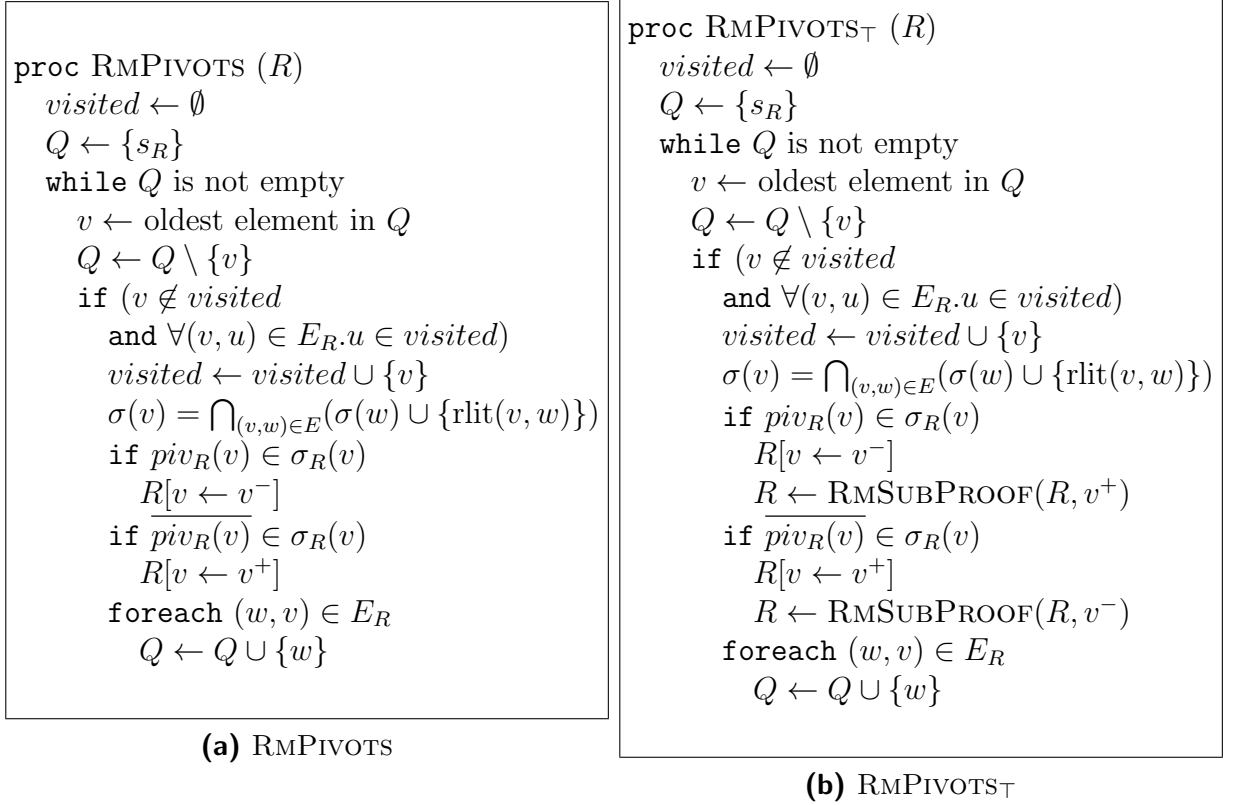 proc RMPIVOTS (R)
visited ← ∅
Q ← {s_R}
while Q is not empty
v ← oldest element in Q
Q ← Q \ {v}
if (v ∉ visited
and ∀(v, u) ∈ E_R.u ∈ visited)
visited ← visited ∪ {v}
σ(v) = ⋂_{(v,w)∈E}(σ(w) ∪ {rlit(v, w)})
if piv_R(v) ∈ σ_R(v)
R[v ← v⁻]
if \overline{piv_R(v)} ∈ σ_R(v)
R[v ← v⁺]
foreach (w, v) ∈ E_R
Q ← Q ∪ {w}
(a) RMPIVOTS
proc RMPIVOTS_⊤ (R)
visited ← ∅
Q ← {s_R}
while Q is not empty
v ← oldest element in Q
Q ← Q \ {v}
if (v ∉ visited
and ∀(v, u) ∈ E_R.u ∈ visited)
visited ← visited ∪ {v}
σ(v) = ⋂_{(v,w)∈E}(σ(w) ∪ {rlit(v, w)})
if piv_R(v) ∈ σ_R(v)
R[v ← v⁻]
R ← RMSUBPROOF(R, v⁺)
if \overline{piv_R(v)} ∈ σ_R(v)
R[v ← v⁺]
R ← RMSUBPROOF(R, v⁻)
foreach (w, v) ∈ E_R
Q ← Q ∪ {w}
(b) RMPIVOTS_⊤